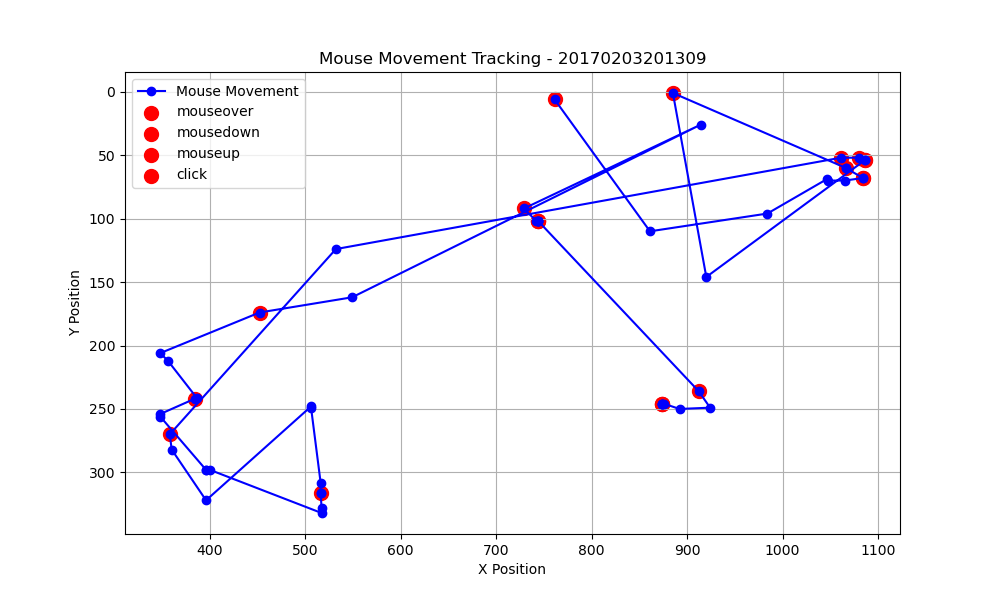 Mouse Movement Tracking - 20170203201309
Mouse Movement
mouseover
mousedown
mouseup
click
Y Position
0
50
100
150
200
250
300
400
500
600
700
800
900
1000
1100
X Position